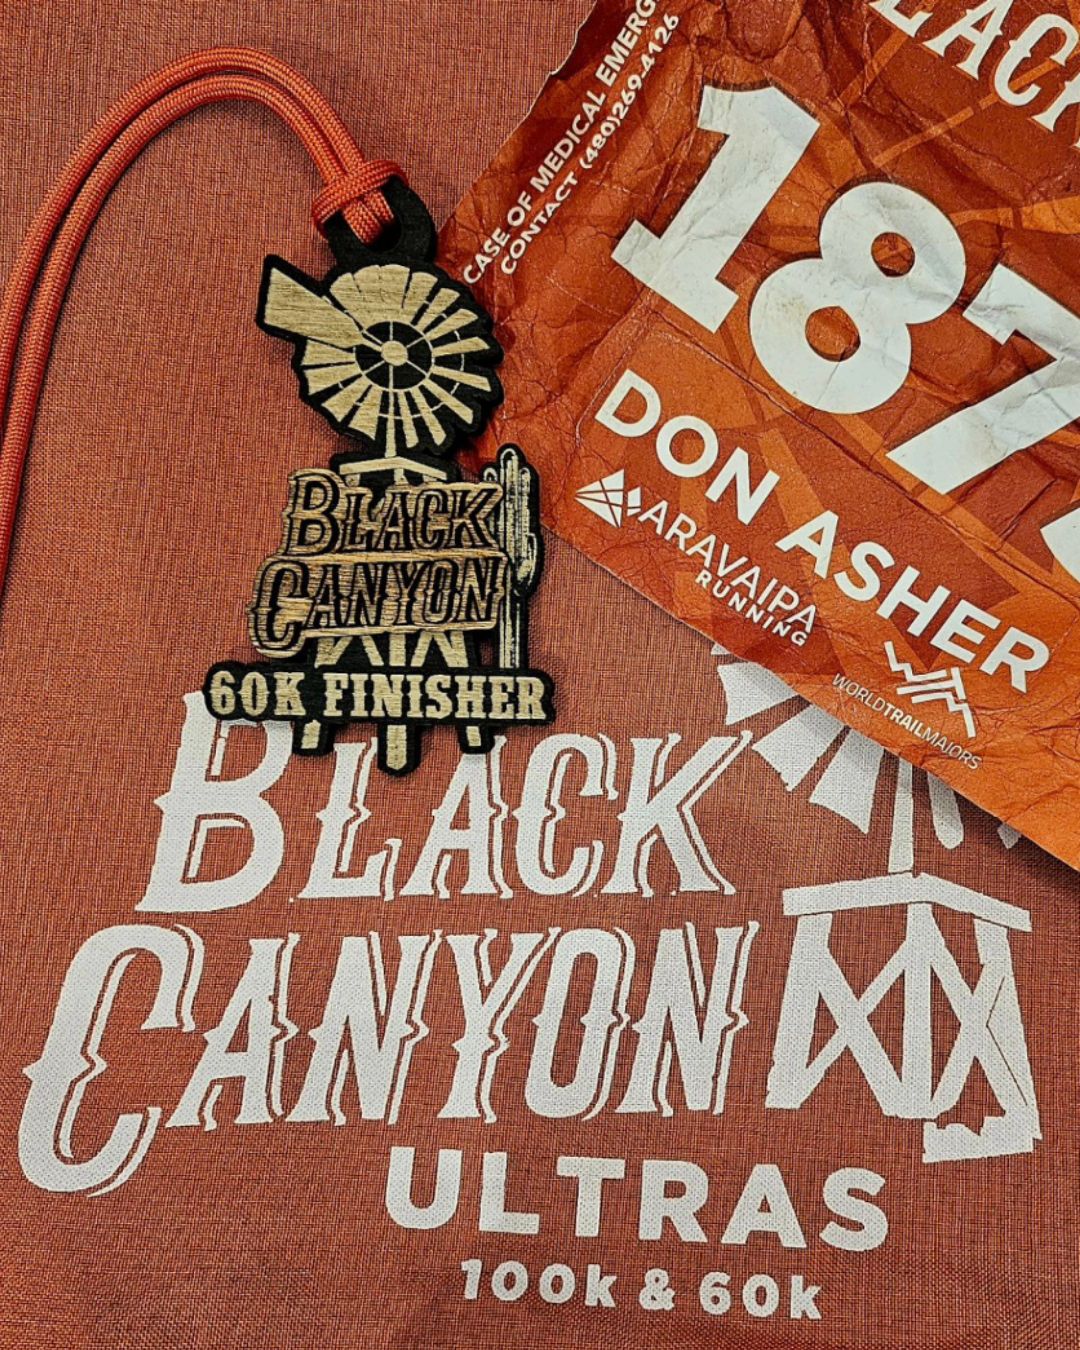 CASE OF MEDICAL
CONTACT (480)269-4126
187
DON ASHER
ARAVAIPA
RUNNING
WORLDTRAILMAJORS
BLACK
CANYON
60K FINISHER
BLACK
CANYON
ULTRAS
100k & 60k